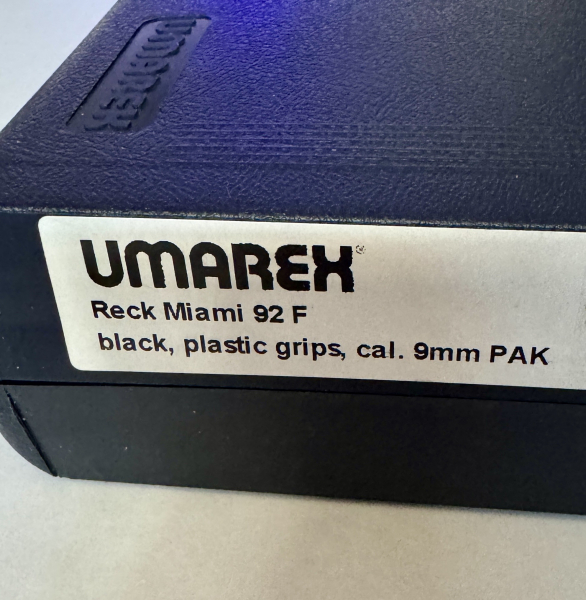 UMAREX
UMAREX®
Reck Miami 92 F
black, plastic grips, cal. 9mm PAK